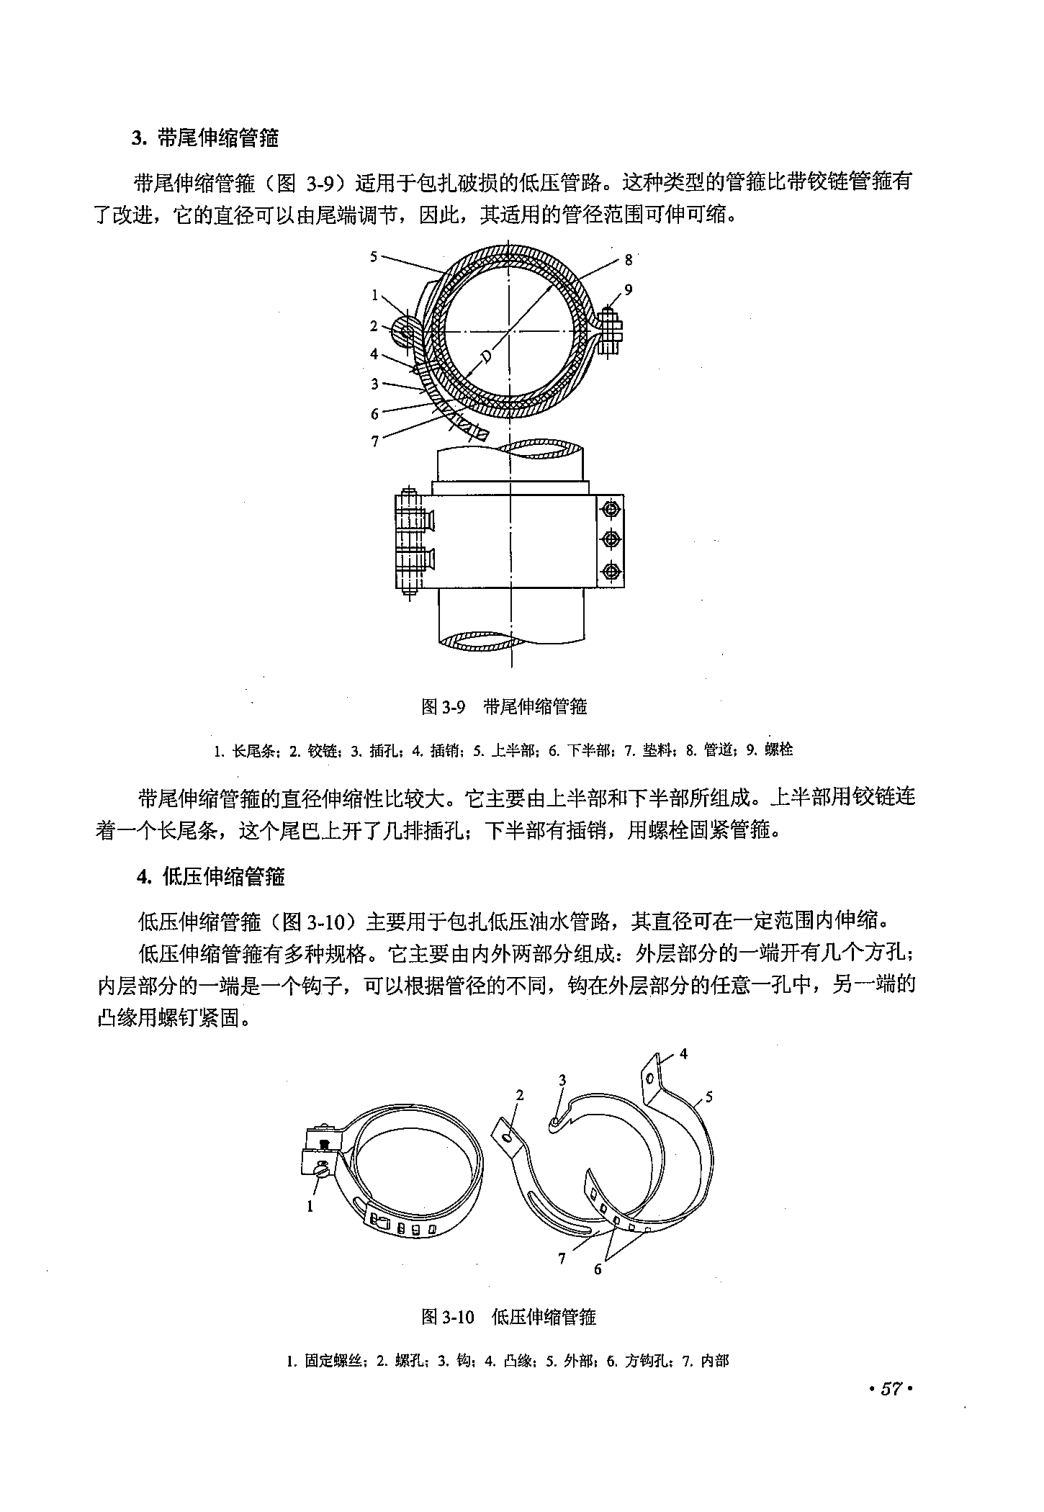 3. 带尾伸缩管箍
带尾伸缩管箍（图 3-9）适用于包扎破损的低压管路。这种类型的管箍比带铰链管箍有
了改进，它的直径可以由尾端调节，因此，其适用的管径范围可伸可缩。
5
8
1
9
2
4
D
3
6
7
图 3-9 带尾伸缩管箍
1. 长尾条；2. 铰链；3. 插孔；4. 插销；5. 上半部；6. 下半部；7. 垫料；8. 管道；9. 螺栓
带尾伸缩管箍的直径伸缩性比较大。它主要由上半部和下半部所组成。上半部用铰链连
着一个长尾条，这个尾巴上开了几排插孔；下半部有插销，用螺栓固紧管箍。
4. 低压伸缩管箍
低压伸缩管箍（图 3-10）主要用于包扎低压油水管路，其直径可在一定范围内伸缩。
低压伸缩管箍有多种规格。它主要由内外两部分组成：外层部分的一端开有几个方孔；
内层部分的一端是一个钩子，可以根据管径的不同，钩在外层部分的任意一孔中，另一端的
凸缘用螺钉紧固。
4
3
2
5
1
7
6
图 3-10 低压伸缩管箍
1. 固定螺丝；2. 螺孔；3. 钩；4. 凸缘；5. 外部；6. 方钩孔；7. 内部
·57·